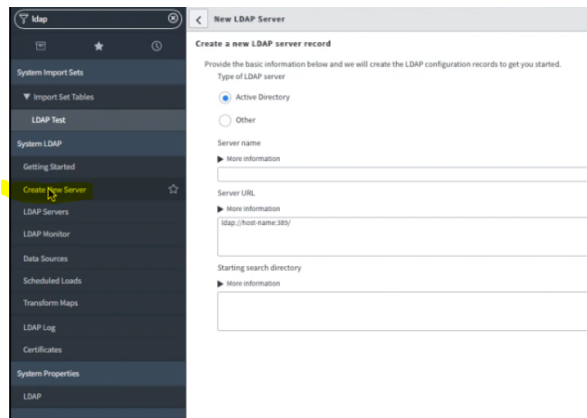 ldap
System Import Sets
Import Set Tables
LDAP Test
System LDAP
Getting Started
Create New Server
LDAP Servers
LDAP Monitor
Data Sources
Scheduled Loads
Transform Maps
LDAP Log
Certificates
System Properties
LDAP
New LDAP Server
Create a new LDAP server record
Provide the basic information below and we will create the LDAP configuration records to get you started.
Type of LDAP server
Active Directory
Other
Server name
More information
Server URL
More information
ldap://host-name:389/
Starting search directory
More information